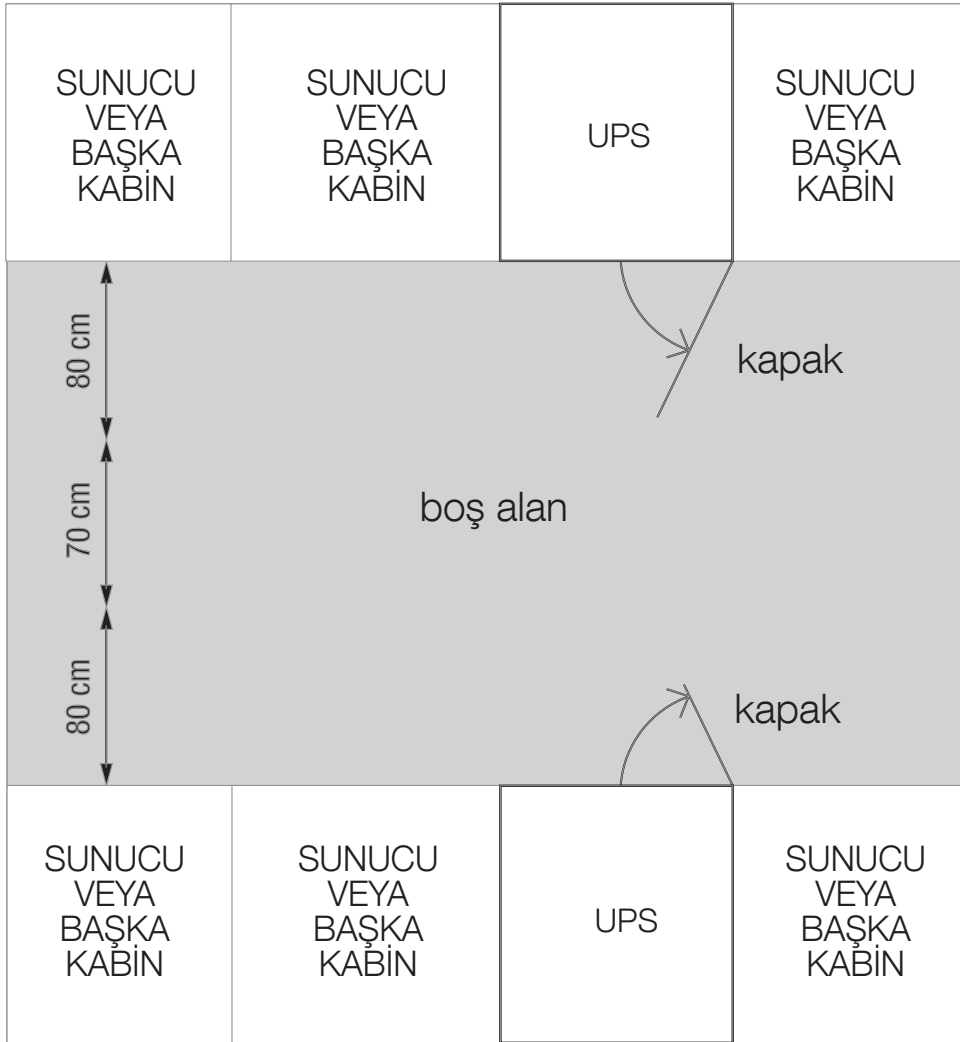 SUNUCU
VEYA
BAŞKA
KABİN
SUNUCU
VEYA
BAŞKA
KABİN
UPS
SUNUCU
VEYA
BAŞKA
KABİN
80 cm
kapak
70 cm
boş alan
80 cm
kapak
SUNUCU
VEYA
BAŞKA
KABİN
SUNUCU
VEYA
BAŞKA
KABİN
UPS
SUNUCU
VEYA
BAŞKA
KABİN